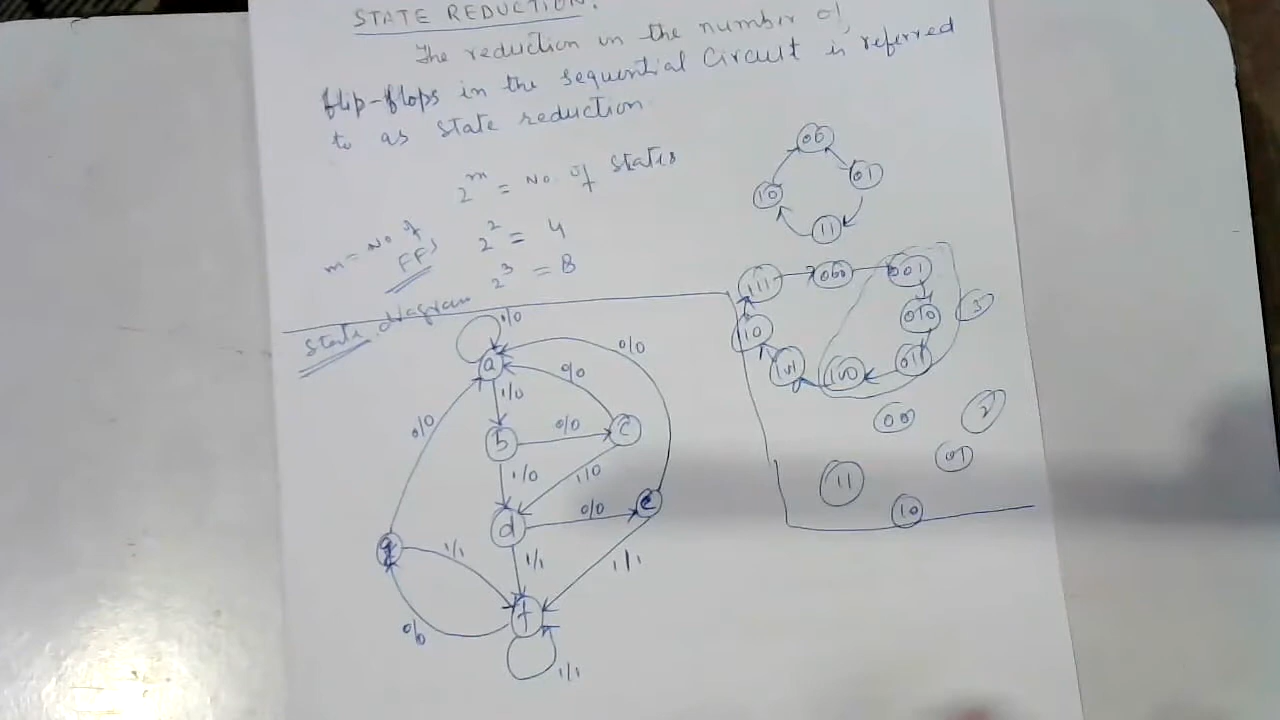 STATE REDUCTION:
The reduction in the number of
flip-flops in the sequential Circuit is referred
to as state reduction
2^m = No. of States
m = No of FFs
2^2 = 4
2^3 = 8
00
01
11
10
111
000
001
010
011
100
101
10
3
00
2
01
11
10
State diagram
1/0
a
0/0
0/0
1/0
0/0
b
0/0
c
1/0
1/0
d
0/0
e
g
1/1
1/1
1/1
f
0/0
1/1